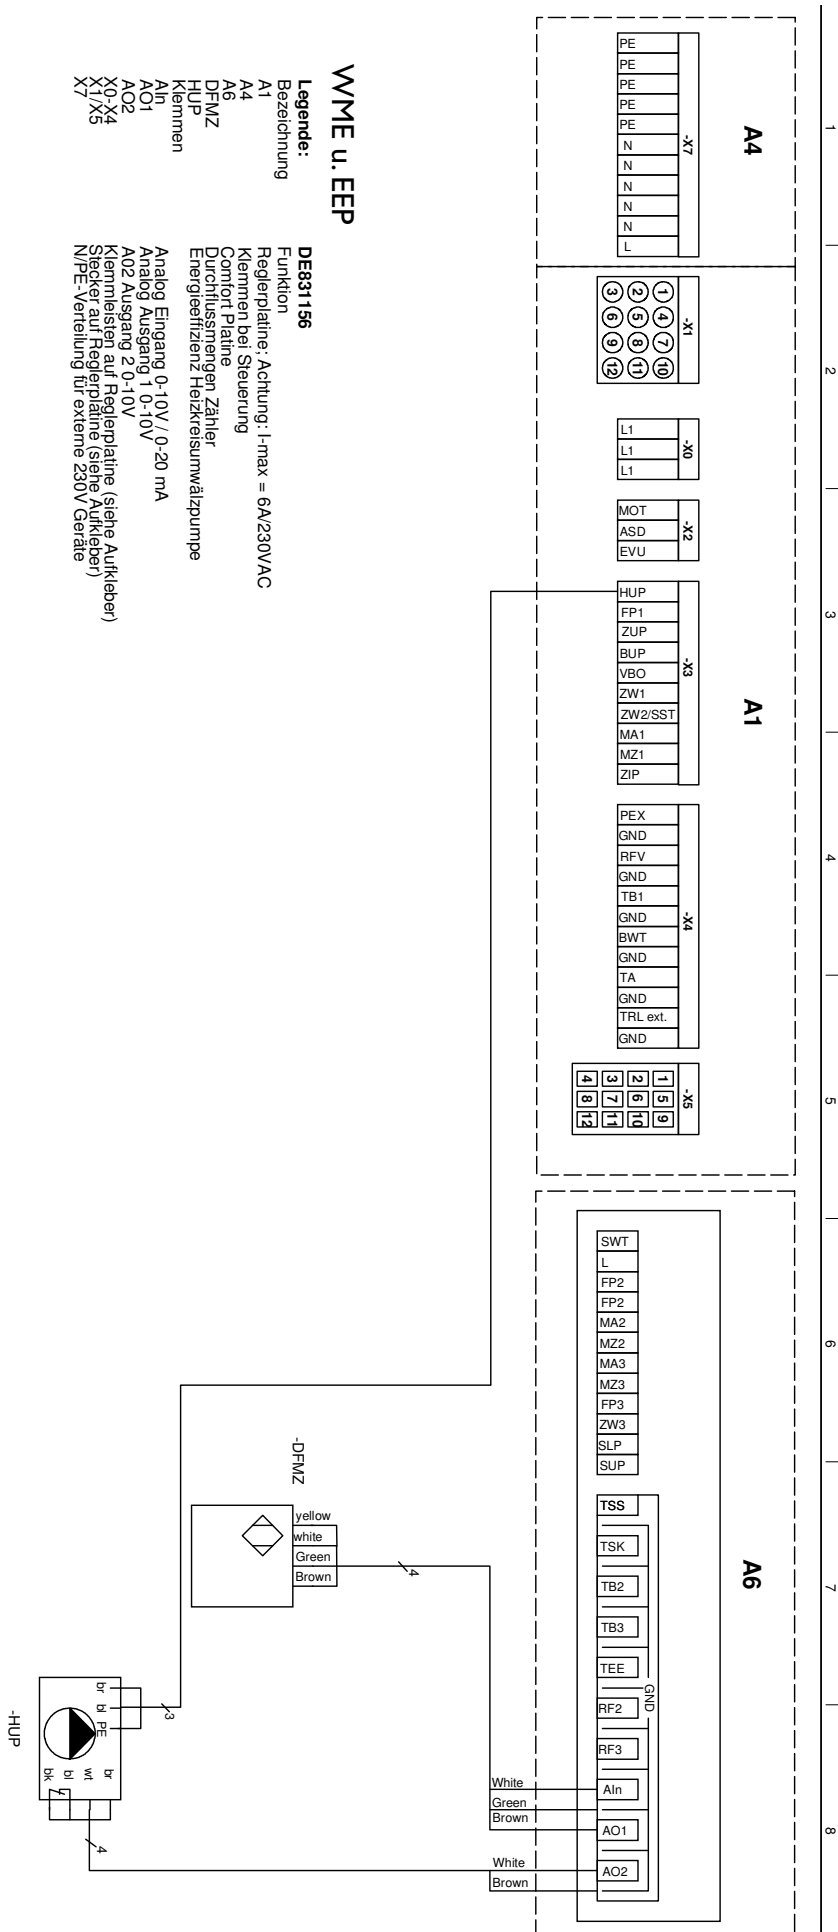 WME u. EEP
Legende: DE831156
Bezeichnung Funktion
A1 Reglerplatine; Achtung: I-max = 6A/230VAC
A4 Klemmen bei Steuerung
A6 Comfort Platine
DFMZ Durchflussmengen Zähler
HUP Energieeffizienz Heizkreisumwälzpumpe
Klemmen
AIn Analog Eingang 0-10V / 0-20 mA
AO1 Analog Ausgang 1 0-10V
AO2 A02 Ausgang 2 0-10V
X0-X4 Klemmleisten auf Reglerplatine (siehe Aufkleber)
X1/X5 Stecker auf Reglerplatine (siehe Aufkleber)
X7 N/PE-Verteilung für externe 230V Geräte
1
2
3
4
5
6
7
8
A4
-X7
PE
PE
PE
PE
PE
N
N
N
N
N
L
A1
-X1
1 4 7 10
2 5 8 11
3 6 9 12
-X0
L1
L1
L1
-X2
MOT
ASD
EVU
-X3
HUP
FP1
ZUP
BUP
VBO
ZW1
ZW2/SST
MA1
MZ1
ZIP
-X4
PEX
GND
RFV
GND
TB1
GND
BWT
GND
TA
GND
TRL ext.
GND
-X5
1 5 9
2 6 10
3 7 11
4 8 12
A6
SWT
L
FP2
FP2
MA2
MZ2
MA3
MZ3
FP3
ZW3
SLP
SUP
TSS
TSK
TB2
TB3
TEE
RF2
RF3
AIn
AO1
AO2
GND
White
Green
Brown
White
Brown
-DFMZ
yellow
white
Green
Brown
4
3
4
br
bl
PE
br
wt
bl
bk
-HUP